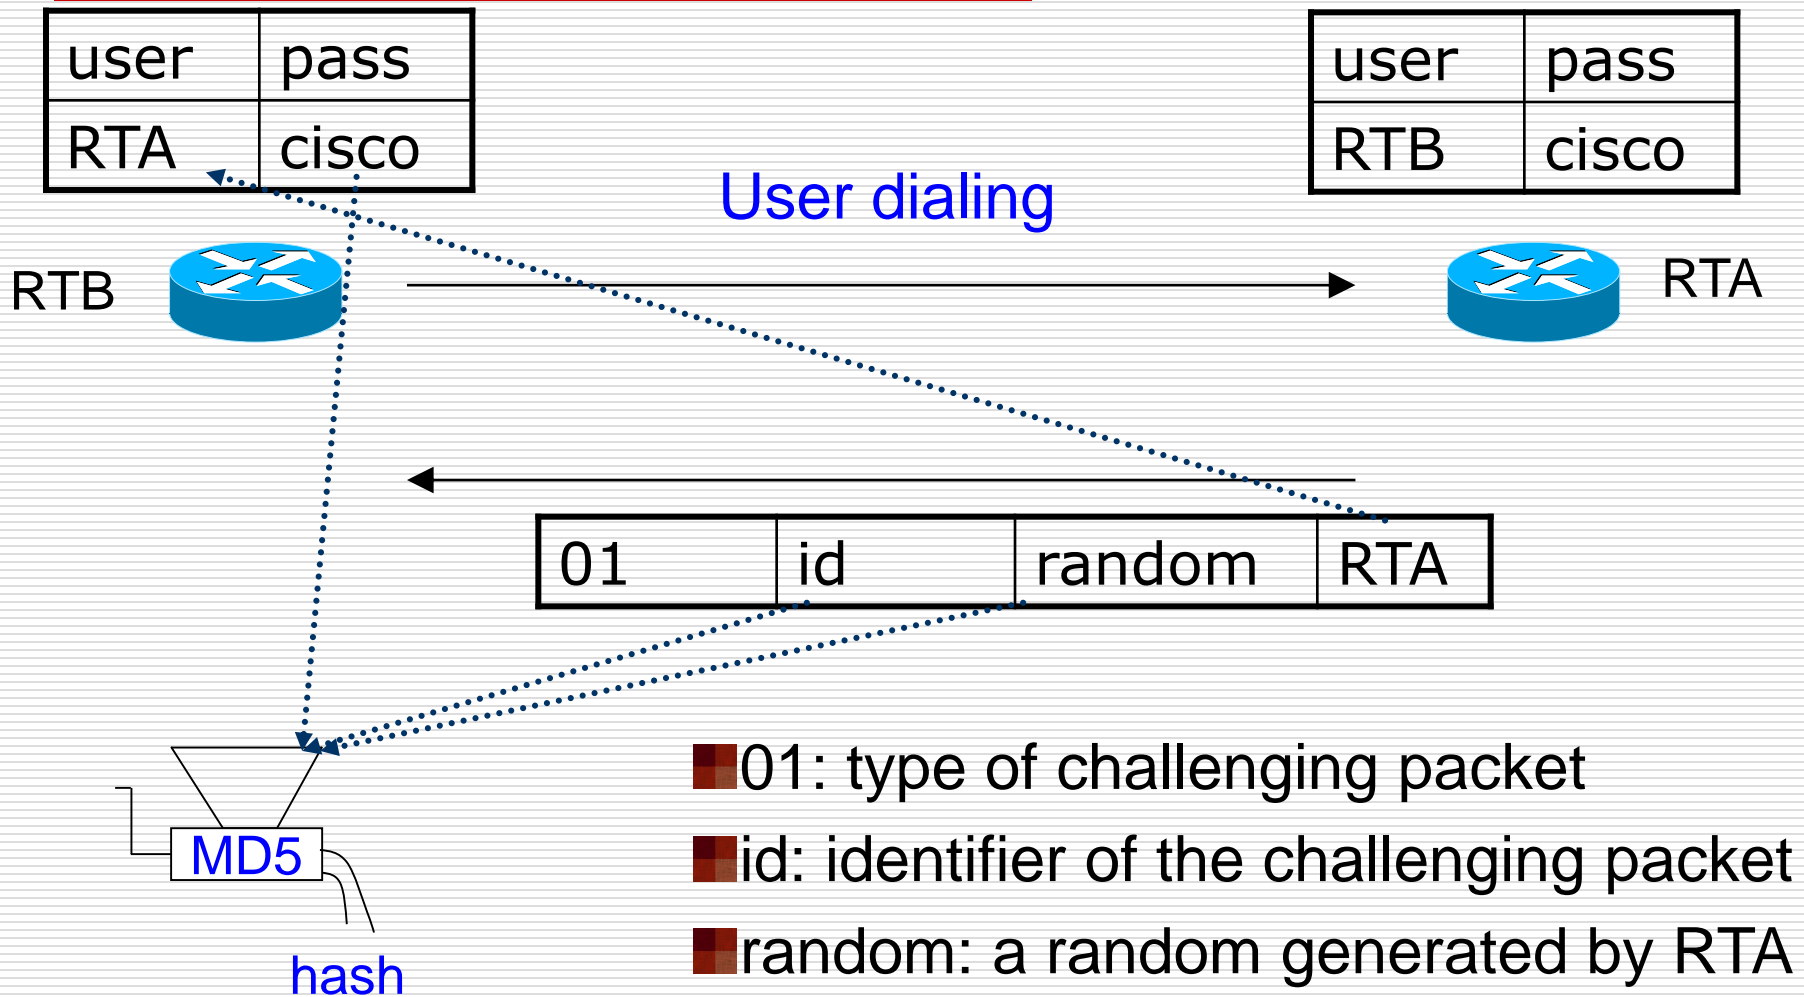 user pass
RTA cisco
user pass
RTB cisco
User dialing
RTB
RTA
01 id random RTA
MD5
hash
01: type of challenging packet
id: identifier of the challenging packet
random: a random generated by RTA